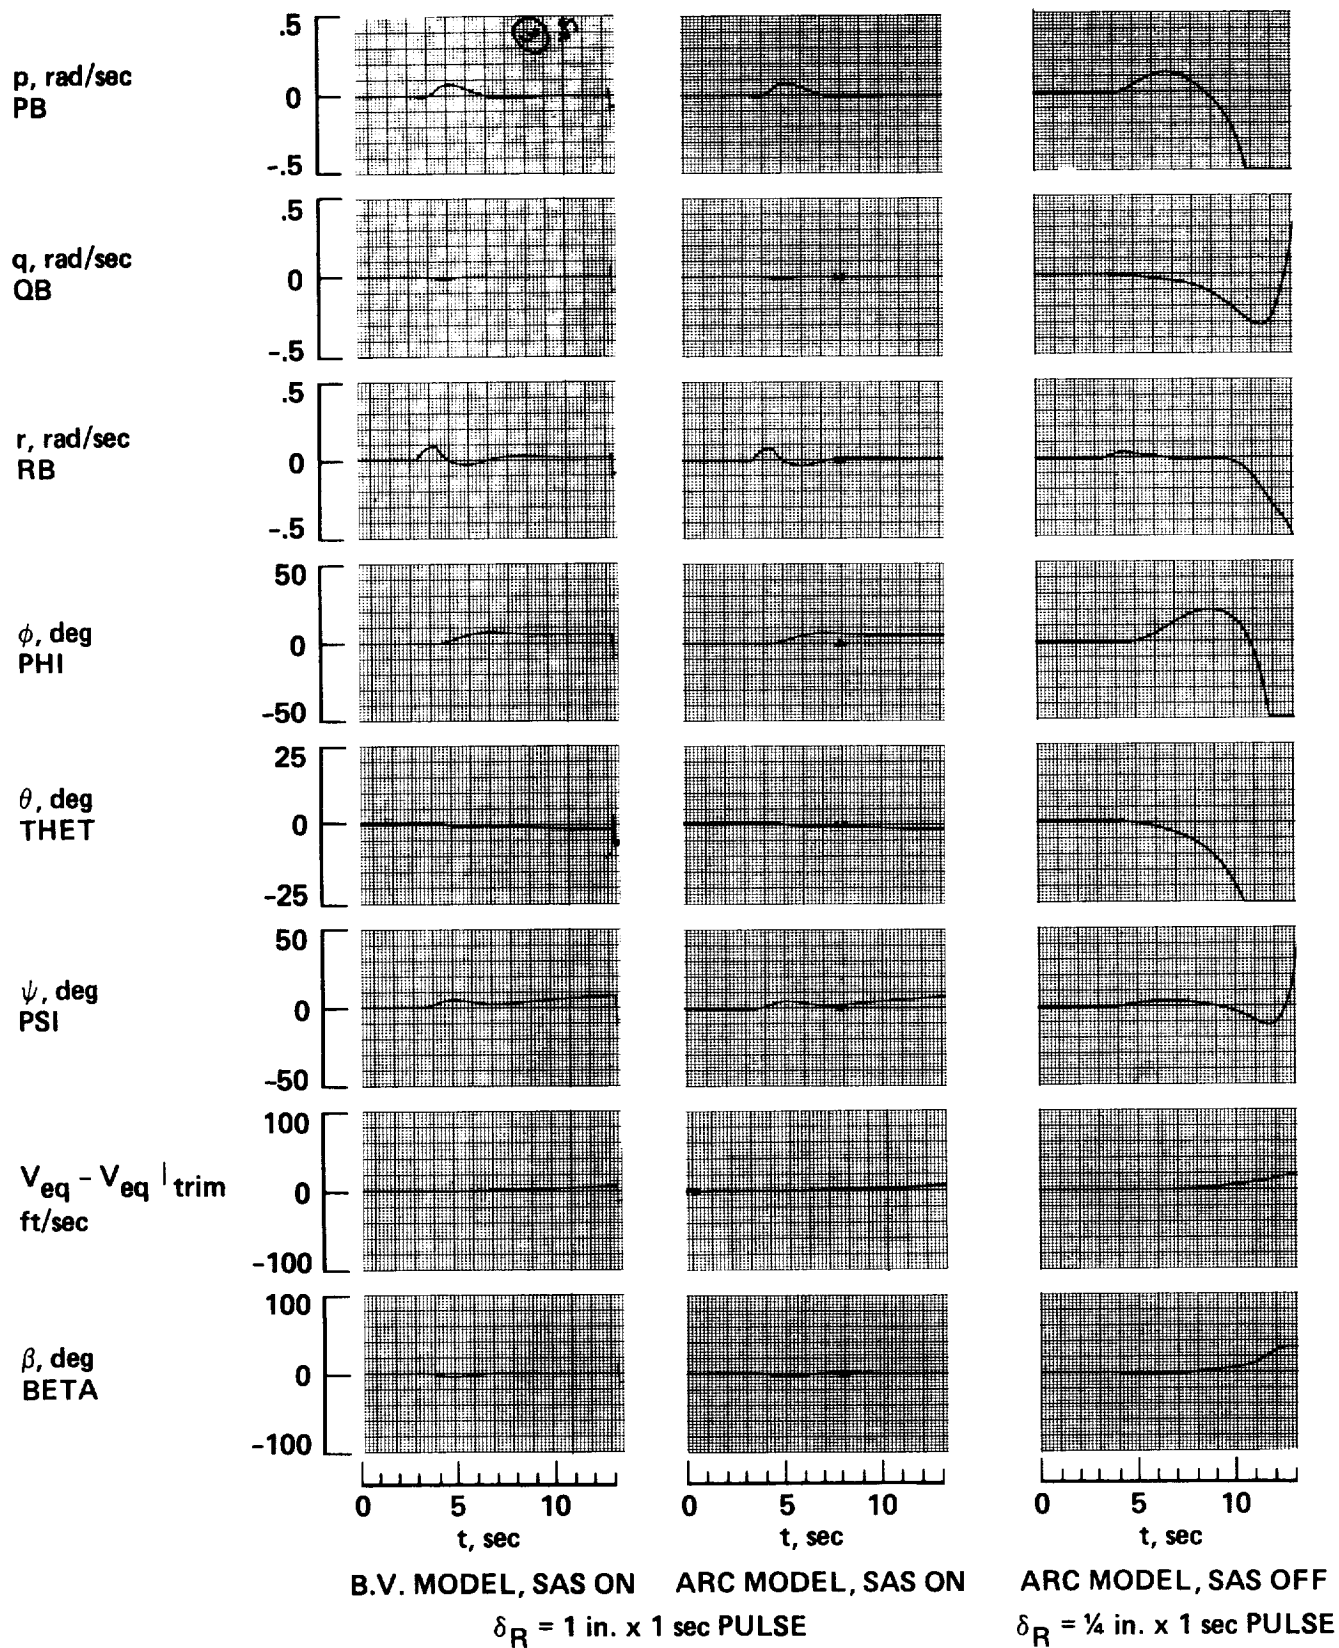 p, rad/sec
PB
.5
0
-.5
q, rad/sec
QB
.5
0
-.5
r, rad/sec
RB
.5
0
-.5
ϕ, deg
PHI
50
0
-50
θ, deg
THET
25
0
-25
ψ, deg
PSI
50
0
-50
V_eq - V_eq |_trim
ft/sec
100
0
-100
β, deg
BETA
100
0
-100
0 5 10
t, sec
0 5 10
t, sec
0 5 10
t, sec
B.V. MODEL, SAS ON
ARC MODEL, SAS ON
ARC MODEL, SAS OFF
δ_R = 1 in. x 1 sec PULSE
δ_R = ¼ in. x 1 sec PULSE